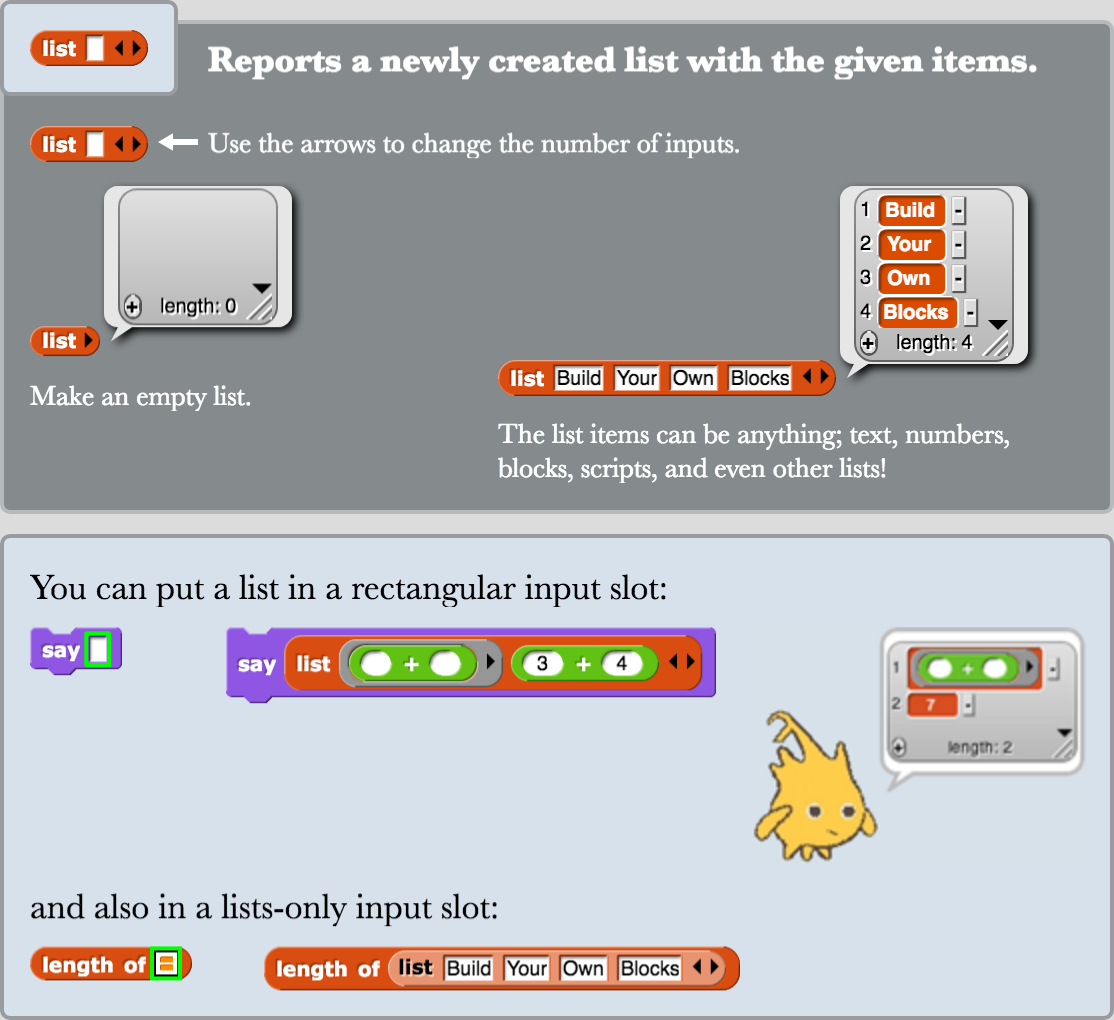 list
Reports a newly created list with the given items.
list
Use the arrows to change the number of inputs.
length: 0
list
Make an empty list.
1 Build -
2 Your -
3 Own -
4 Blocks -
length: 4
list Build Your Own Blocks
The list items can be anything; text, numbers,
blocks, scripts, and even other lists!
You can put a list in a rectangular input slot:
say
say list + 3 + 4
1 + -
2 7 -
length: 2
and also in a lists-only input slot:
length of
length of list Build Your Own Blocks